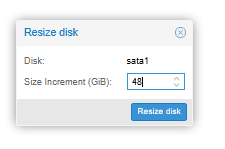 Resize disk
Disk: sata1
Size Increment (GiB): 48
Resize disk